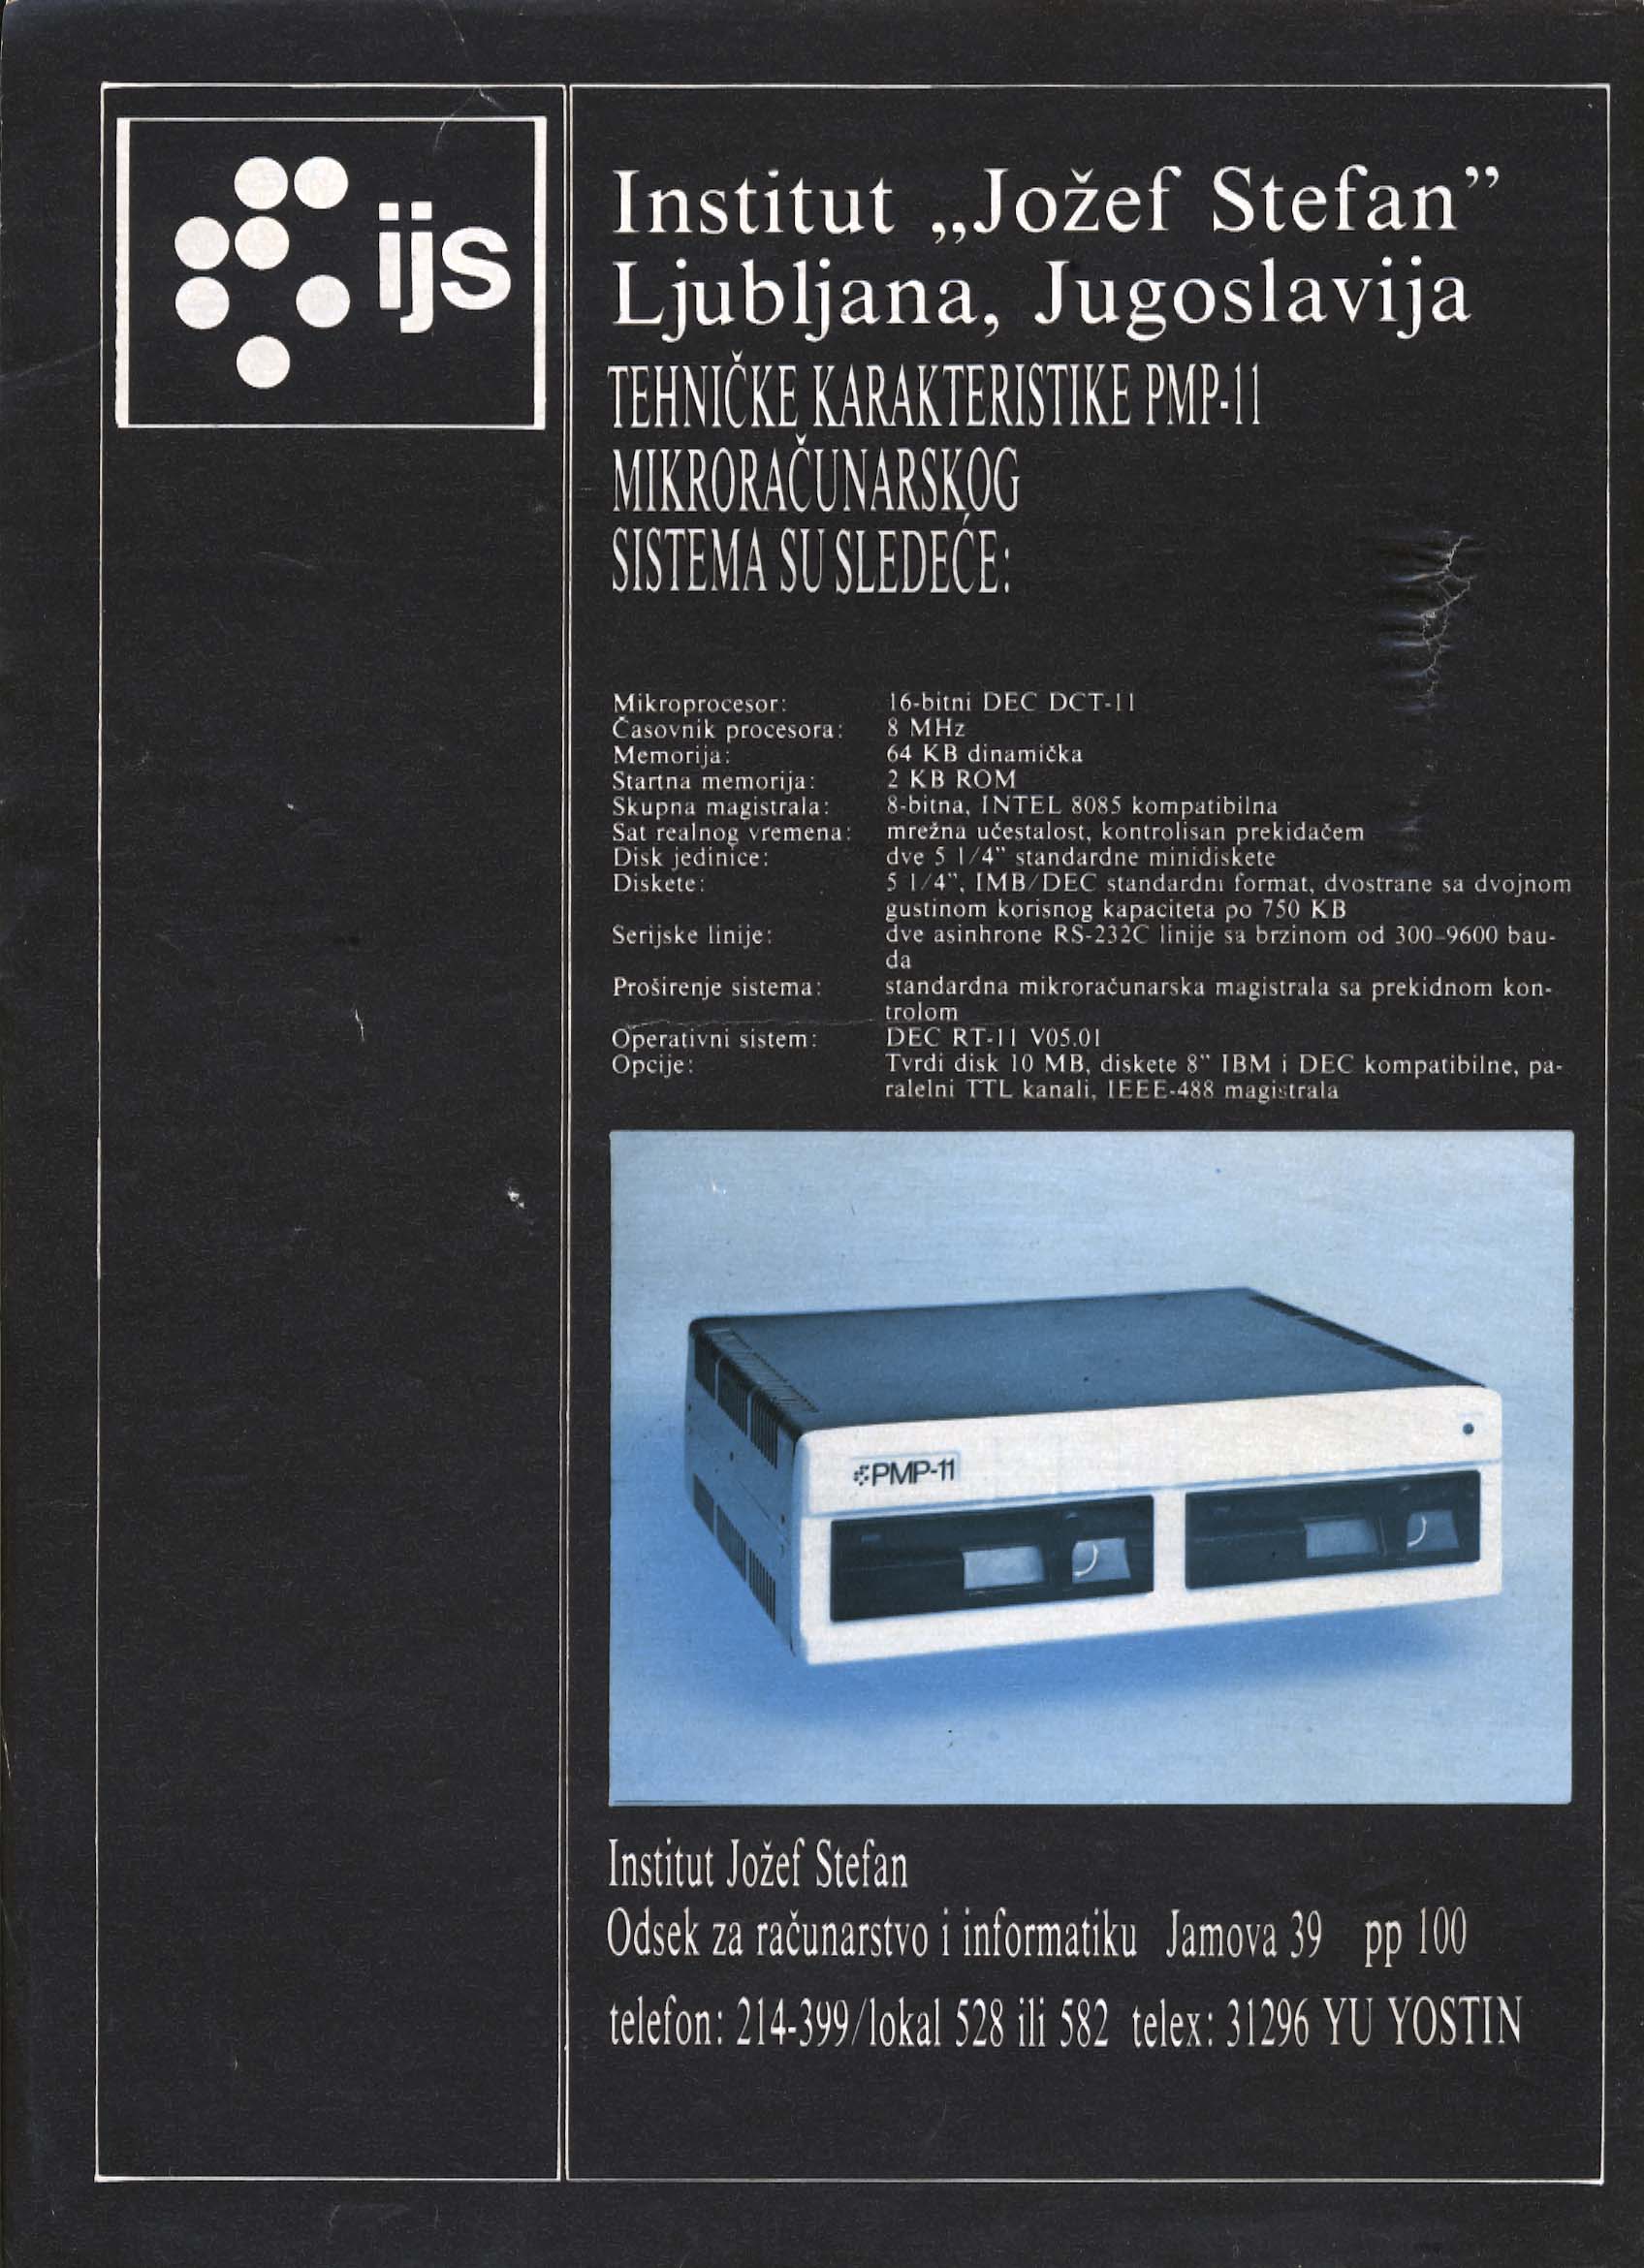 ijs
Institut „Jožef Stefan”
Ljubljana, Jugoslavija
TEHNIČKE KARAKTERISTIKE PMP-11
MIKRORAČUNARSKOG
SISTEMA SU SLEDEĆE:
Mikroprocesor: 16-bitni DEC DCT-11
Časovnik procesora: 8 MHz
Memorija: 64 KB dinamička
Startna memorija: 2 KB ROM
Skupna magistrala: 8-bitna, INTEL 8085 kompatibilna
Sat realnog vremena: mrežna učestalost, kontrolisan prekidačem
Disk jedinice: dve 5 1/4” standardne minidiskete
Diskete: 5 1/4”, IMB/DEC standardni format, dvostrane sa dvojnom
gustinom korisnog kapaciteta po 750 KB
Serijske linije: dve asinhrone RS-232C linije sa brzinom od 300-9600 bau-
da
Proširenje sistema: standardna mikroračunarska magistrala sa prekidnom kon-
trolom
Operativni sistem: DEC RT-11 V05.01
Opcije: Tvrdi disk 10 MB, diskete 8” IBM i DEC kompatibilne, pa-
ralelni TTL kanali, IEEE-488 magistrala
PMP-11
Institut Jožef Stefan
Odsek za računarstvo i informatiku Jamova 39 pp 100
telefon: 214-399/lokal 528 ili 582 telex: 31296 YU YOSTIN